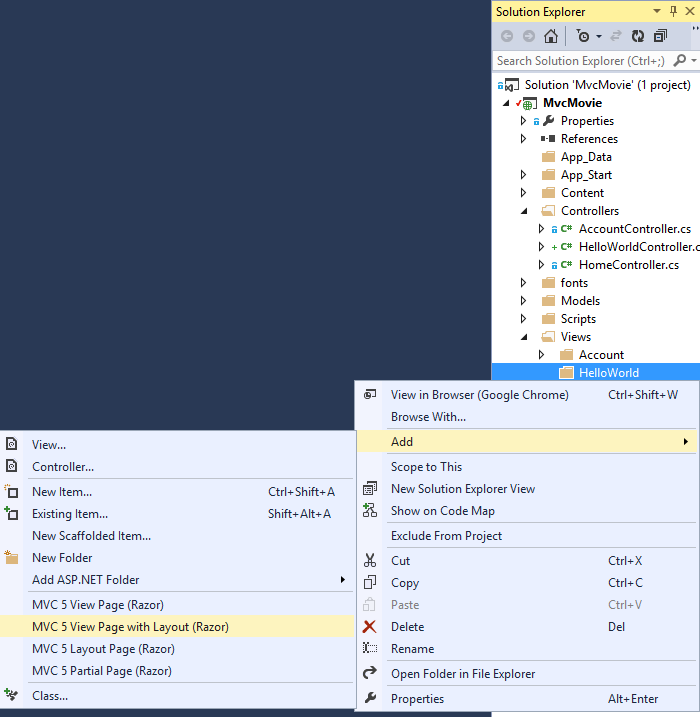 Solution Explorer
Search Solution Explorer (Ctrl+;)
Solution 'MvcMovie' (1 project)
MvcMovie
Properties
References
App_Data
App_Start
Content
Controllers
C# AccountController.cs
C# HelloWorldController.c
C# HomeController.cs
fonts
Models
Scripts
Views
Account
HelloWorld
View in Browser (Google Chrome) Ctrl+Shift+W
Browse With...
Add
Scope to This
New Solution Explorer View
Show on Code Map
Exclude From Project
Cut Ctrl+X
Copy Ctrl+C
Paste Ctrl+V
Delete Del
Rename
Open Folder in File Explorer
Properties Alt+Enter
View...
Controller...
New Item... Ctrl+Shift+A
Existing Item... Shift+Alt+A
New Scaffolded Item...
New Folder
Add ASP.NET Folder
MVC 5 View Page (Razor)
MVC 5 View Page with Layout (Razor)
MVC 5 Layout Page (Razor)
MVC 5 Partial Page (Razor)
Class...